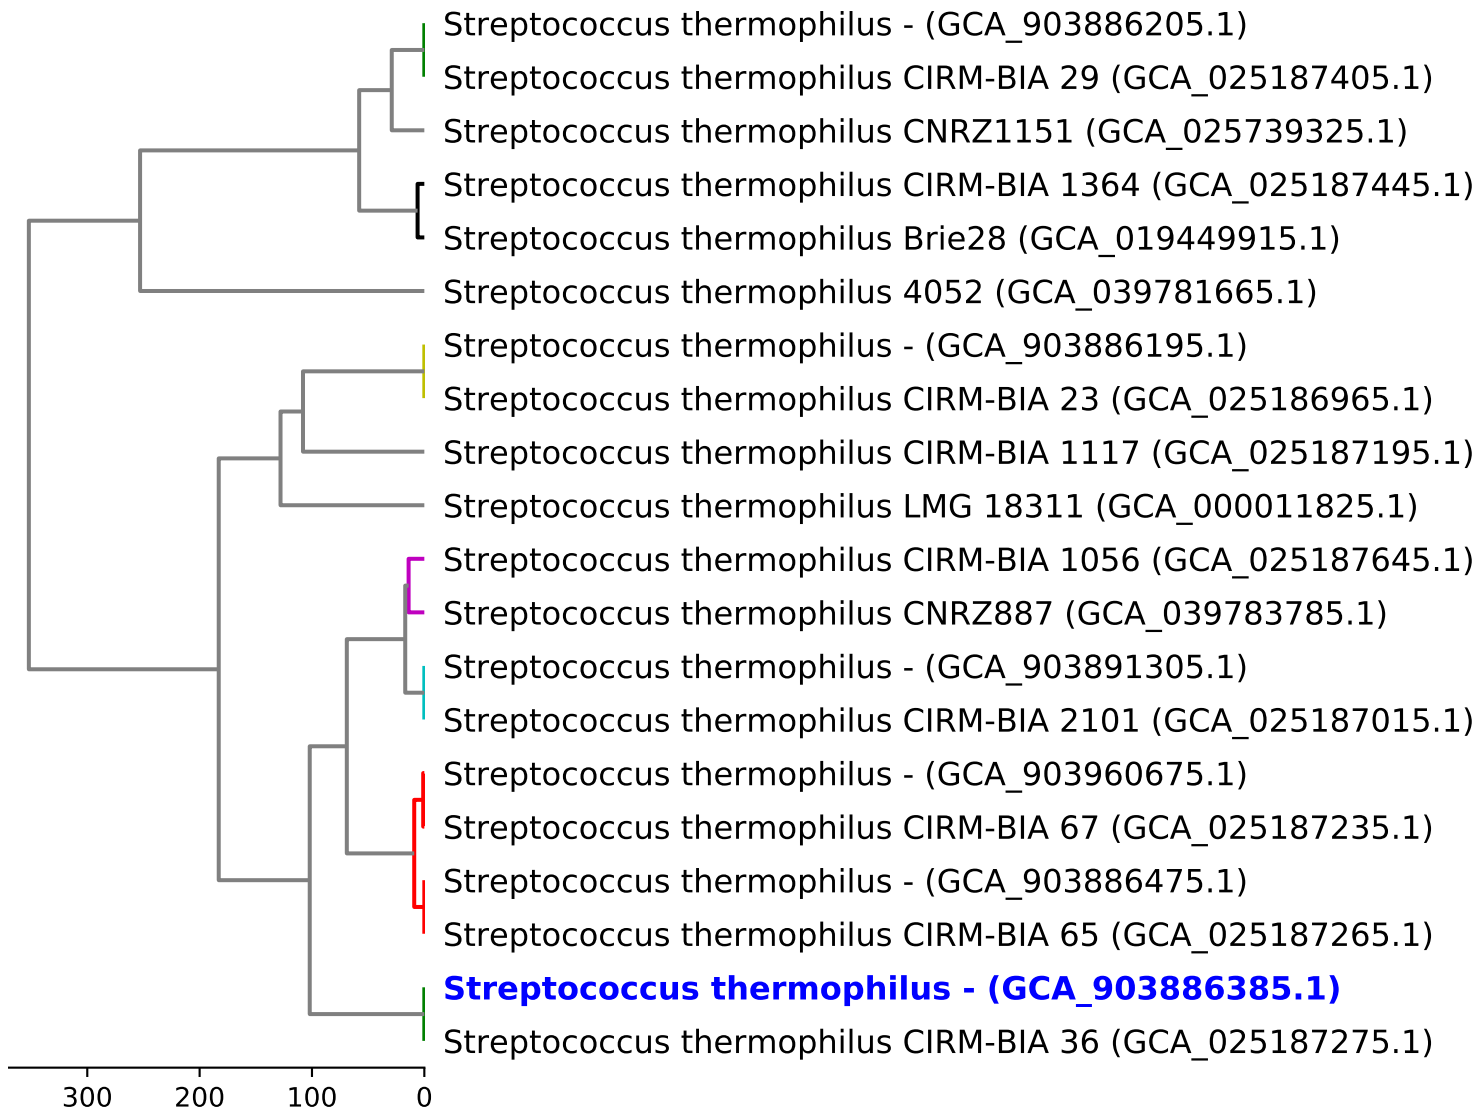 Streptococcus thermophilus - (GCA_903886205.1)
Streptococcus thermophilus CIRM-BIA 29 (GCA_025187405.1)
Streptococcus thermophilus CNRZ1151 (GCA_025739325.1)
Streptococcus thermophilus CIRM-BIA 1364 (GCA_025187445.1)
Streptococcus thermophilus Brie28 (GCA_019449915.1)
Streptococcus thermophilus 4052 (GCA_039781665.1)
Streptococcus thermophilus - (GCA_903886195.1)
Streptococcus thermophilus CIRM-BIA 23 (GCA_025186965.1)
Streptococcus thermophilus CIRM-BIA 1117 (GCA_025187195.1)
Streptococcus thermophilus LMG 18311 (GCA_000011825.1)
Streptococcus thermophilus CIRM-BIA 1056 (GCA_025187645.1)
Streptococcus thermophilus CNRZ887 (GCA_039783785.1)
Streptococcus thermophilus - (GCA_903891305.1)
Streptococcus thermophilus CIRM-BIA 2101 (GCA_025187015.1)
Streptococcus thermophilus - (GCA_903960675.1)
Streptococcus thermophilus CIRM-BIA 67 (GCA_025187235.1)
Streptococcus thermophilus - (GCA_903886475.1)
Streptococcus thermophilus CIRM-BIA 65 (GCA_025187265.1)
Streptococcus thermophilus - (GCA_903886385.1)
Streptococcus thermophilus CIRM-BIA 36 (GCA_025187275.1)
300 200 100 0